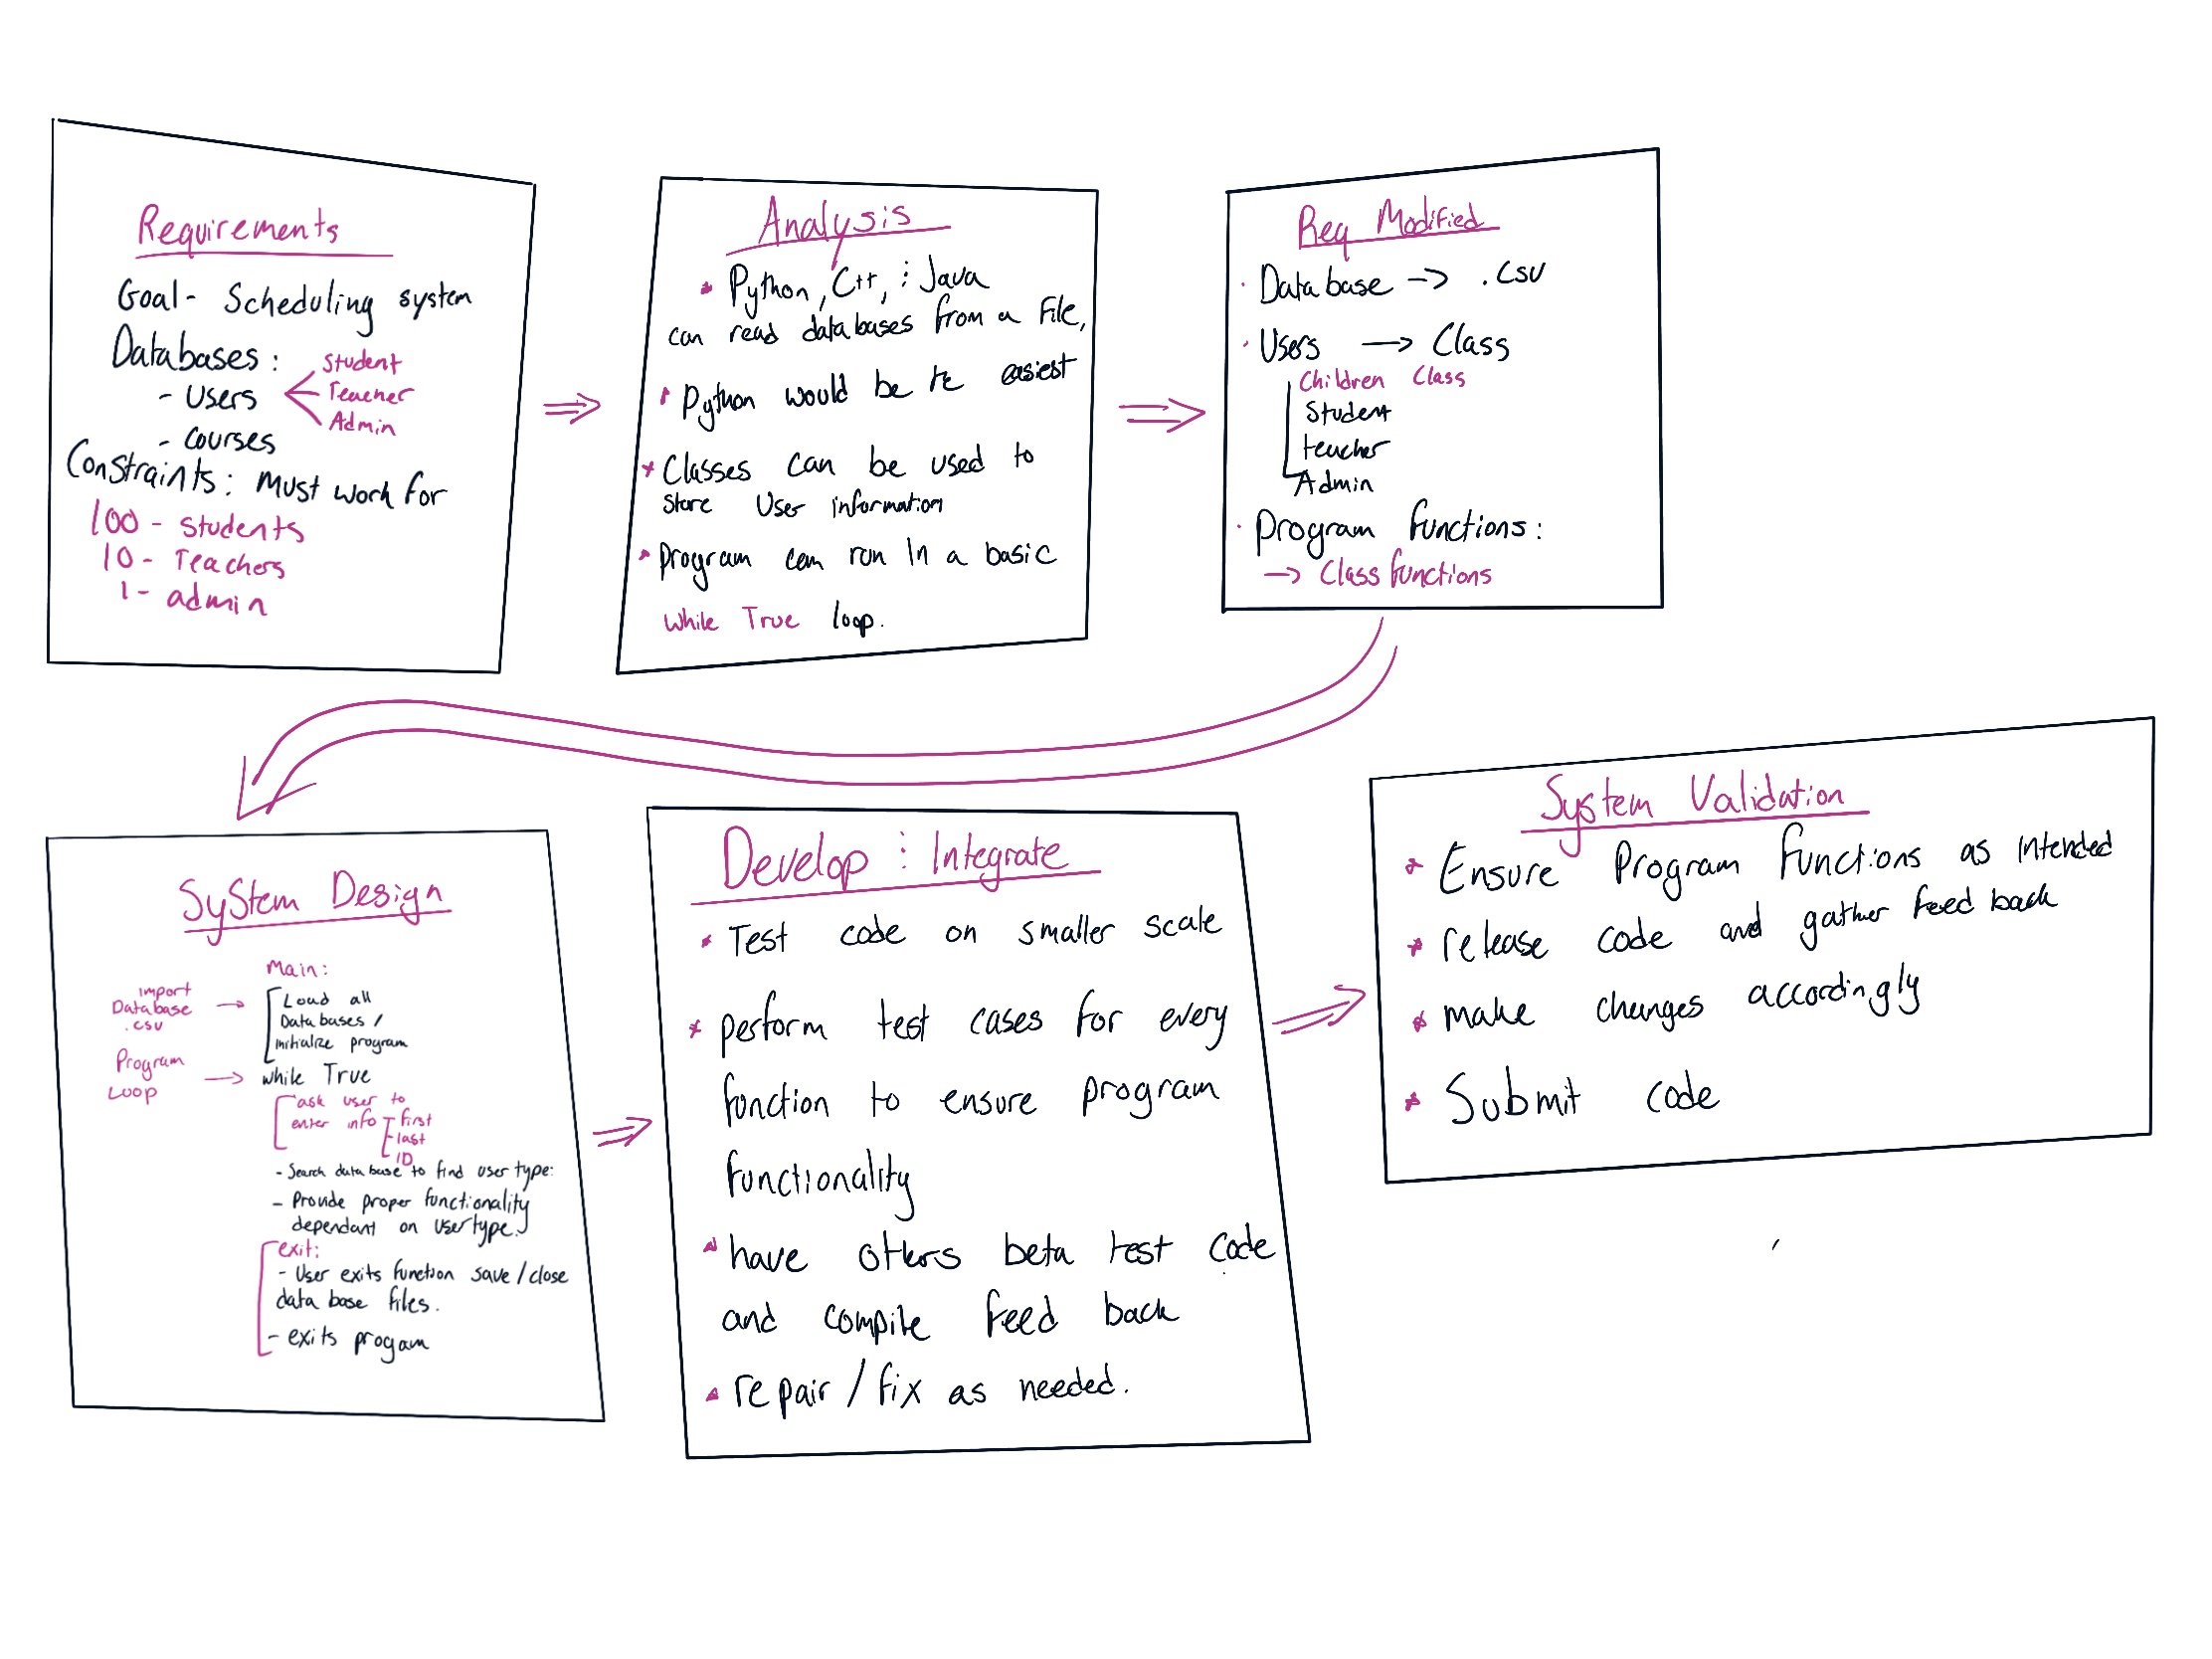 Requirements
Goal- Scheduling system
Databases:
- Users
Student
Teacher
Admin
- courses
Constraints: Must work for
100 - students
10 - Teachers
1 - admin
Analysis
Python, C++, : Java
can read databases from a File,
Python would be te easiest
Classes can be used to
store User information
Program can run in a basic
While True loop.
Req Modified
Database -> .csv
Users -> Class
Children Class
Student
teacher
Admin
Program functions:
-> Class functions
System Design
Main:
import
Database
.csv
->
Load all
Databases /
initialize program
Program
Loop
->
while True
ask user to
enter info
- first
- last
- ID
- Search data base to find user type:
- Provide proper functionality
dependant on usertype.
exit:
- User exits function save / close
data base files.
- exits progam
Develop : Integrate
Test code on smaller scale
perform test cases for every
function to ensure program
functionality
have others beta test code
and compile feed back
repair / fix as needed.
System Validation
Ensure Program functions as intended
release code and gather feed back
make changes accordingly
Submit code